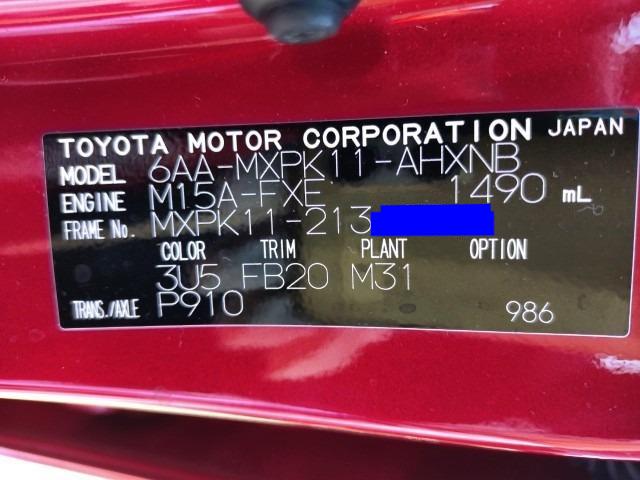 TOYOTA MOTOR CORPORATION JAPAN
MODEL 6AA-MXPK11-AHXNB
ENGINE M15A-FXE 1490 mL
FRAME No. MXPK11-213
COLOR TRIM PLANT OPTION
3U5 FB20 M31
TRANS./AXLE P910 986